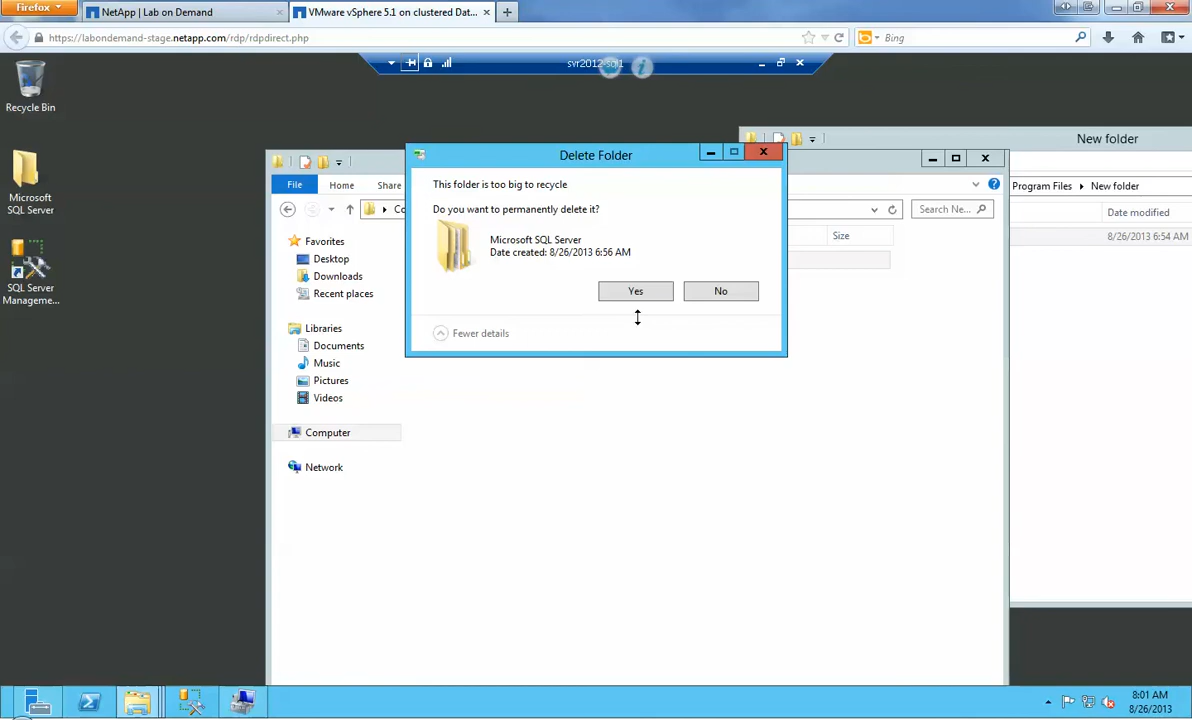 Firefox
NetApp | Lab on Demand
VMware vSphere 5.1 on clustered Dat...
https://labondemand-stage.netapp.com/rdp/rdpdirect.php
Bing
svr2012-sql1
Recycle Bin
Microsoft
SQL Server
SQL Server
Manageme...
New folder
Program Files
New folder
Date modified
8/26/2013 6:54 AM
File
Home
Share
Co
Search Ne...
Size
Favorites
Desktop
Downloads
Recent places
Libraries
Documents
Music
Pictures
Videos
Computer
Network
Delete Folder
This folder is too big to recycle
Do you want to permanently delete it?
Microsoft SQL Server
Date created: 8/26/2013 6:56 AM
Yes
No
Fewer details
8:01 AM
8/26/2013